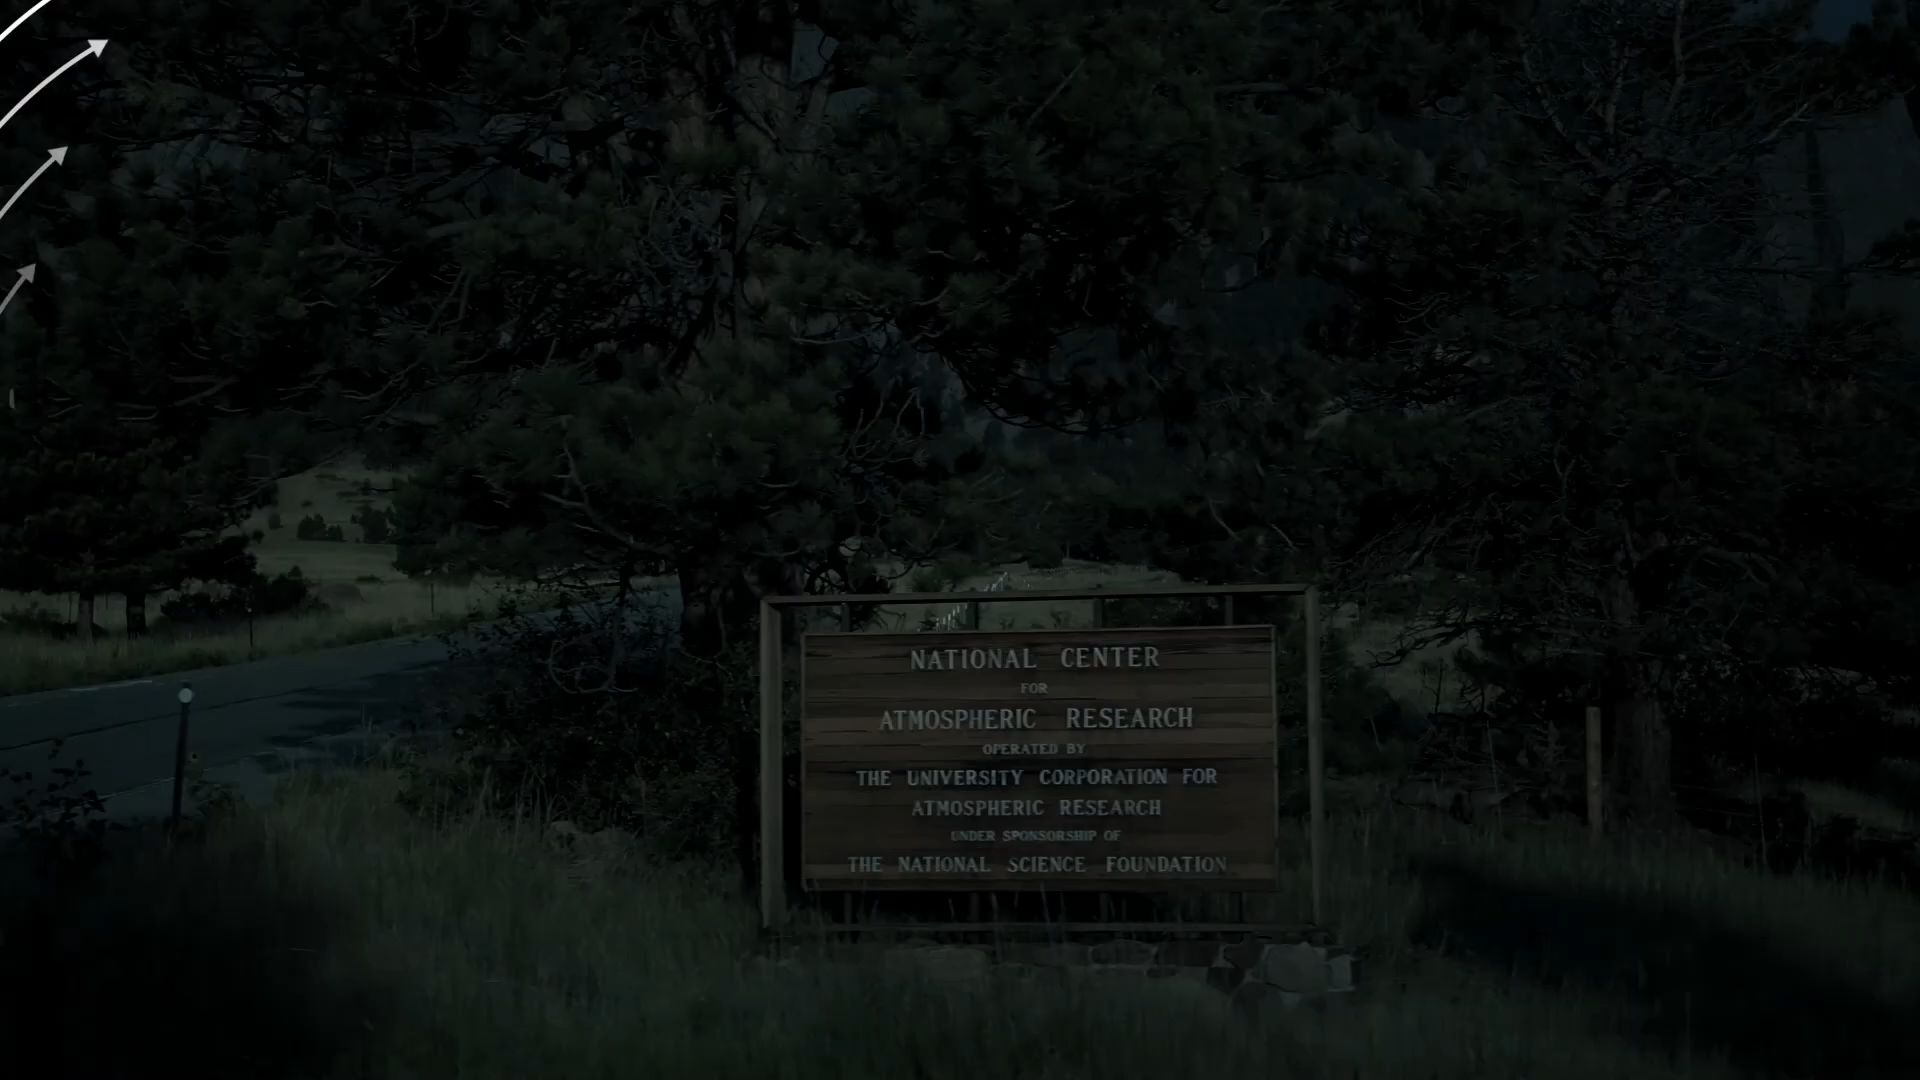 NATIONAL CENTER
FOR
ATMOSPHERIC RESEARCH
OPERATED BY
THE UNIVERSITY CORPORATION FOR
ATMOSPHERIC RESEARCH
UNDER SPONSORSHIP OF
THE NATIONAL SCIENCE FOUNDATION